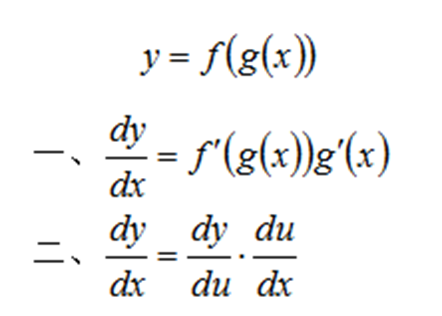 y = f(g(x))
一、dy/dx = f′(g(x))g′(x)
二、dy/dx = dy/du · du/dx